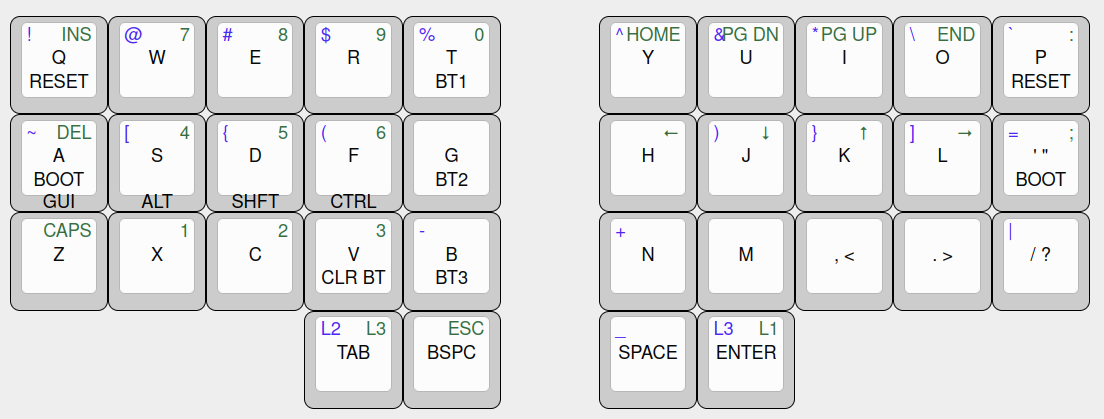 ! INS @ 7 # 8 $ 9 % 0 ^ HOME & PG DN * PG UP \ END ` :
Q W E R T Y U I O P
RESET BT1 RESET
~ DEL [ 4 { 5 ( 6 ← ) ↓ } ↑ ] → = ;
A S D F G H J K L ' "
BOOT BT2 BOOT
GUI ALT SHFT CTRL
CAPS 1 2 3 - + |
Z X C V B N M , < . > / ?
CLR BT BT3
L2 L3 ESC _ L3 L1
TAB BSPC SPACE ENTER